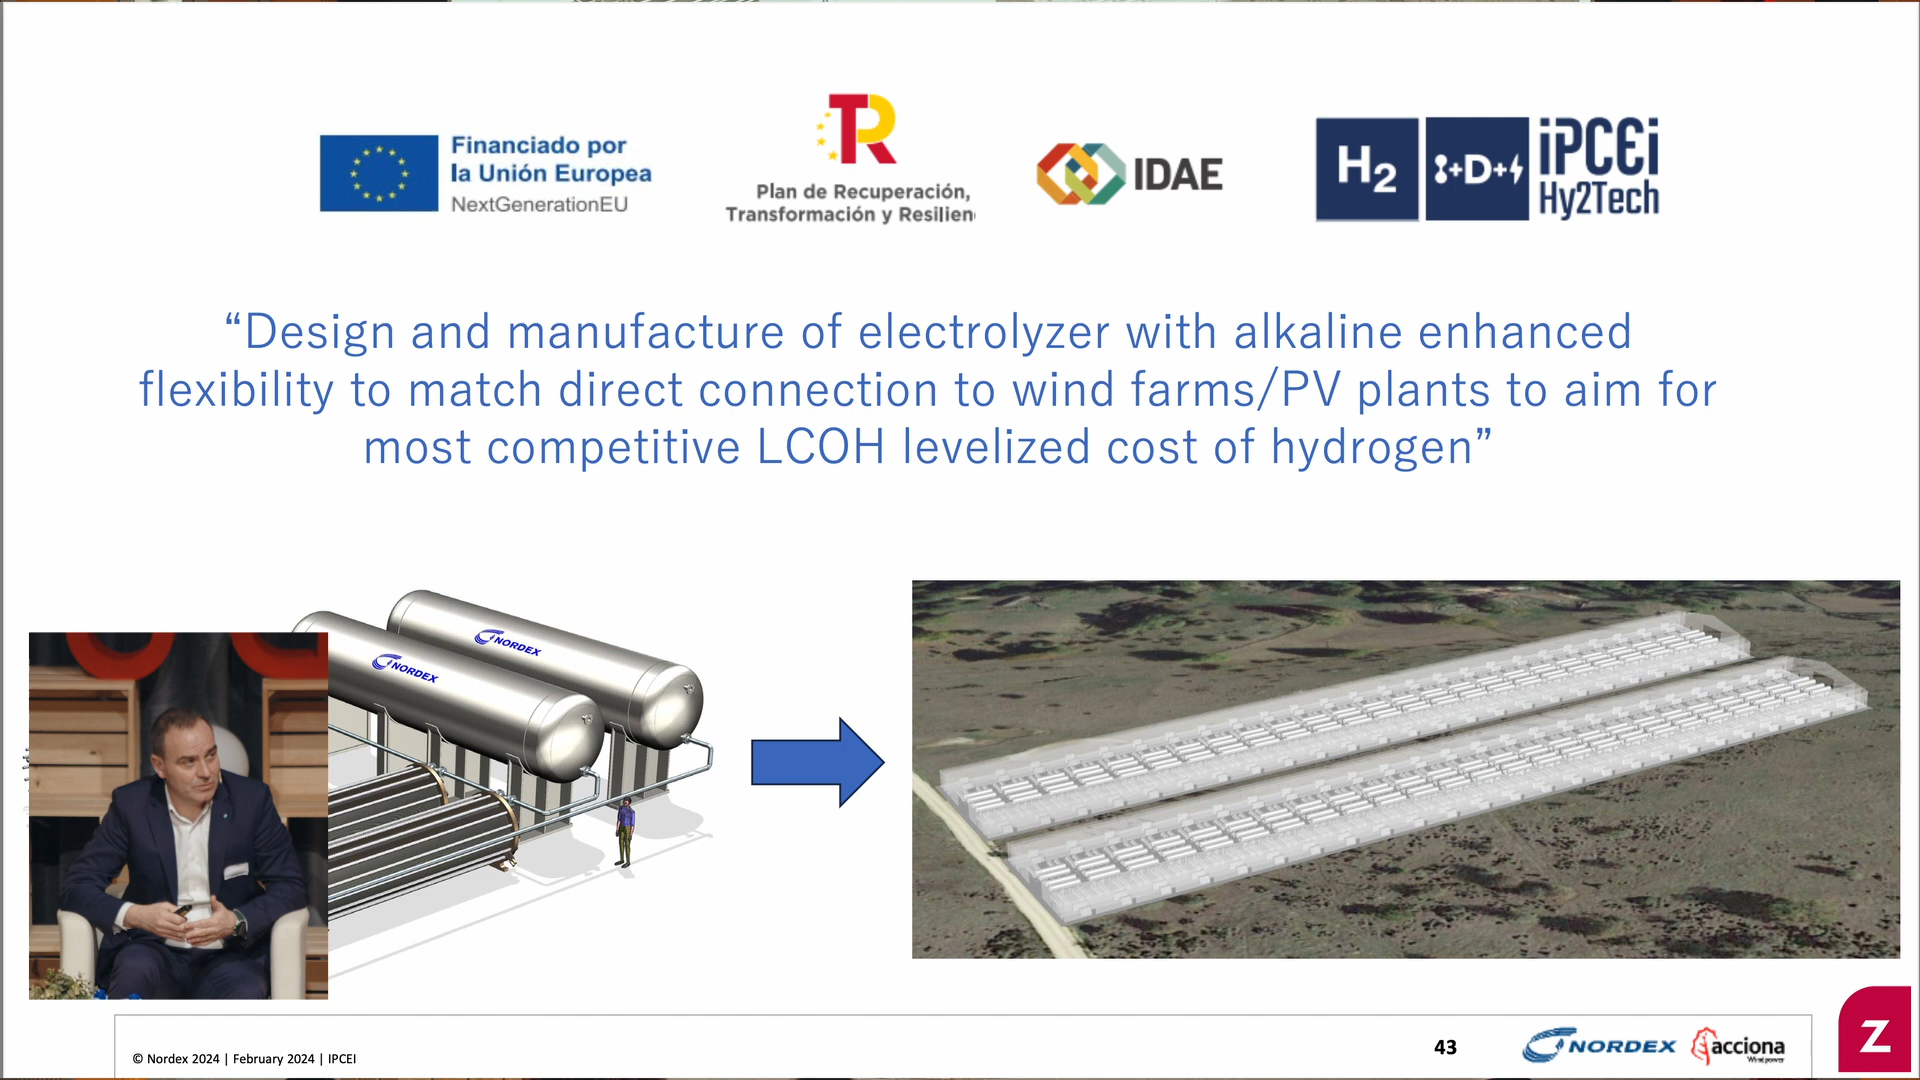 Financiado por
la Unión Europea
NextGenerationEU
TR
Plan de Recuperación,
Transformación y Resilien
IDAE
H2
+D+
iPCEi
Hy2Tech
“Design and manufacture of electrolyzer with alkaline enhanced
flexibility to match direct connection to wind farms/PV plants to aim for
most competitive LCOH levelized cost of hydrogen”
NORDEX
NORDEX
© Nordex 2024 | February 2024 | IPCEI
43
NORDEX
acciona
Windpower
Z